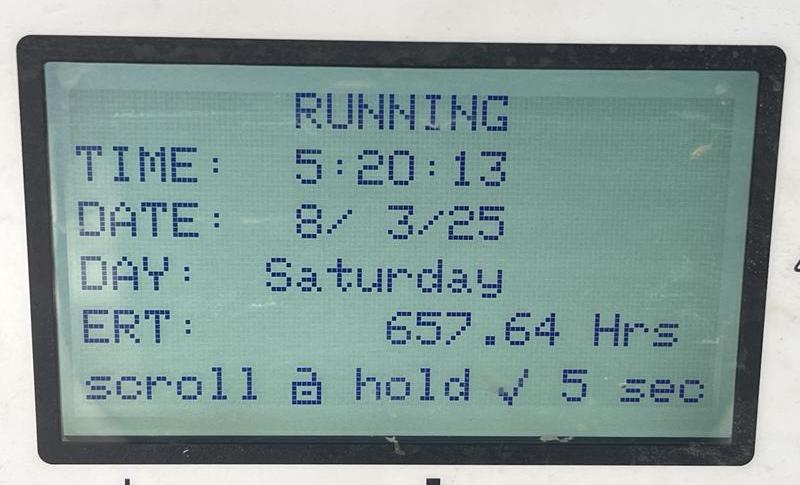 RUNNING
TIME: 5:20:13
DATE: 8/ 3/25
DAY: Saturday
ERT: 657.64 Hrs
scroll 🔒 hold ✓ 5 sec